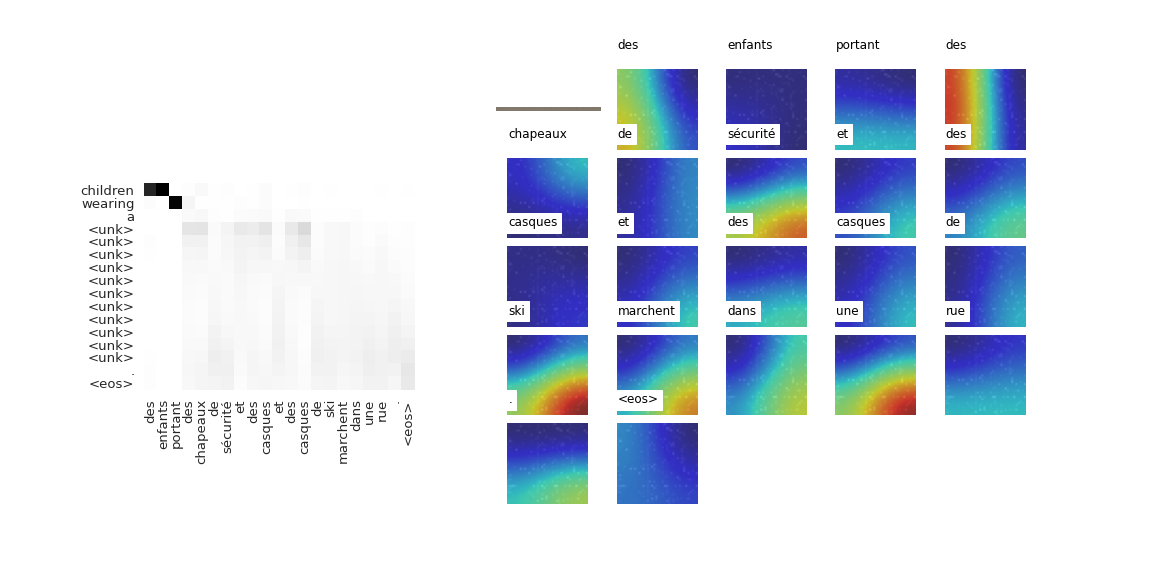 children
wearing
a
<unk>
<unk>
<unk>
<unk>
<unk>
<unk>
<unk>
<unk>
<unk>
<unk>
<unk>
.
<eos>
des
enfants
portant
des
chapeaux
de
sécurité
et
des
casques
et
des
casques
de
ski
marchent
dans
une
rue
.
<eos>
des enfants portant des
chapeaux de sécurité et des
casques et des casques de
ski marchent dans une rue
. <eos>